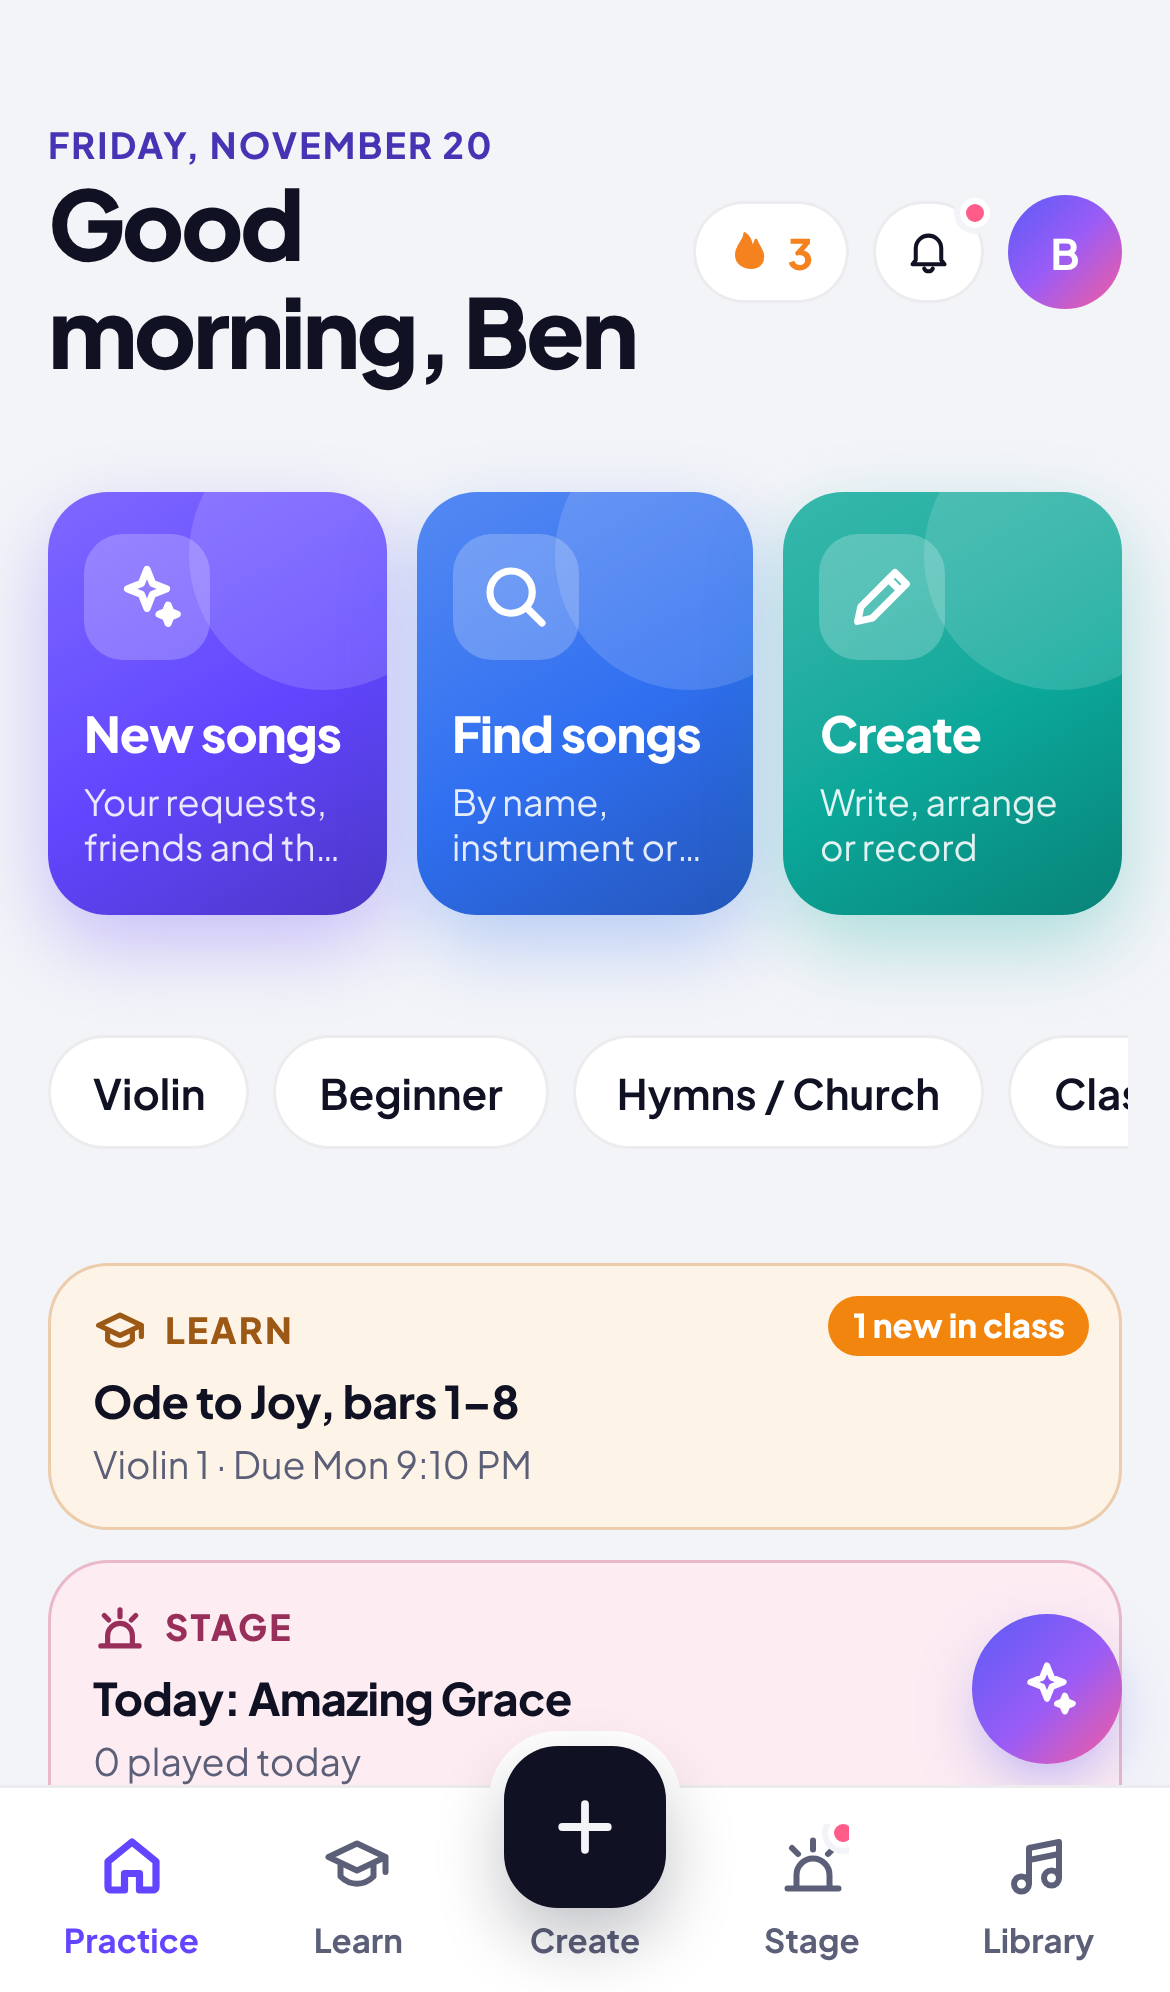 FRIDAY, NOVEMBER 20
Good
morning, Ben
3
B
New songs
Your requests,
friends and th...
Find songs
By name,
instrument or...
Create
Write, arrange
or record
Violin
Beginner
Hymns / Church
Clas
LEARN
1 new in class
Ode to Joy, bars 1–8
Violin 1 · Due Mon 9:10 PM
STAGE
Today: Amazing Grace
0 played today
Practice
Learn
Create
Stage
Library